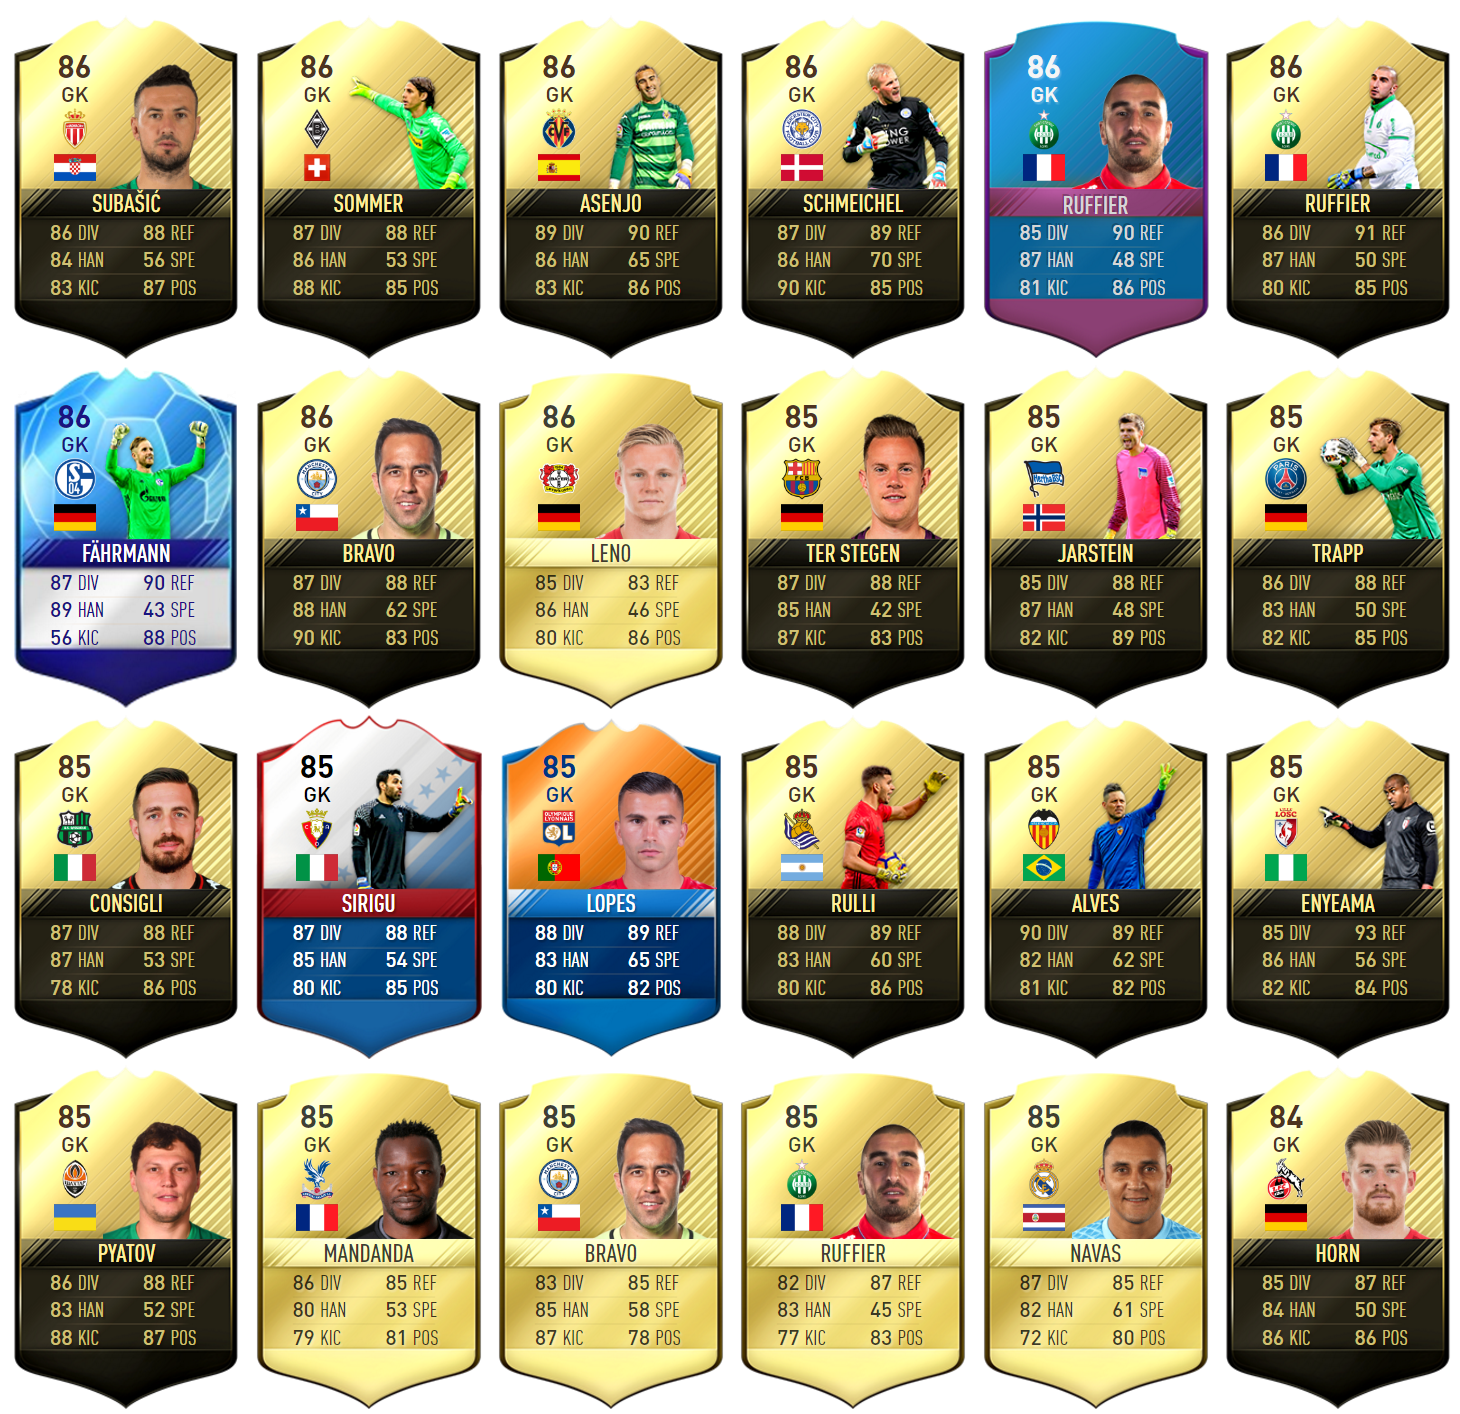 86
GK
SUBAŠIĆ
86 DIV 88 REF
84 HAN 56 SPE
83 KIC 87 POS
86
GK
SOMMER
87 DIV 88 REF
86 HAN 53 SPE
88 KIC 85 POS
86
GK
ASENJO
89 DIV 90 REF
86 HAN 65 SPE
83 KIC 86 POS
86
GK
KING
POWER
SCHMEICHEL
87 DIV 89 REF
86 HAN 70 SPE
90 KIC 85 POS
86
GK
RUFFIER
85 DIV 90 REF
87 HAN 48 SPE
81 KIC 86 POS
86
GK
RUFFIER
86 DIV 91 REF
87 HAN 50 SPE
80 KIC 85 POS
86
GK
S
04
FÄHRMANN
87 DIV 90 REF
89 HAN 43 SPE
56 KIC 88 POS
86
GK
MANCHESTER
CITY
BRAVO
87 DIV 88 REF
88 HAN 62 SPE
90 KIC 83 POS
86
GK
LENO
85 DIV 83 REF
86 HAN 46 SPE
80 KIC 86 POS
85
GK
FCB
TER STEGEN
87 DIV 88 REF
85 HAN 42 SPE
87 KIC 83 POS
85
GK
JARSTEIN
85 DIV 88 REF
87 HAN 48 SPE
82 KIC 89 POS
85
GK
PARIS
TRAPP
86 DIV 88 REF
83 HAN 50 SPE
82 KIC 85 POS
85
GK
CONSIGLI
87 DIV 88 REF
87 HAN 53 SPE
78 KIC 86 POS
85
GK
SIRIGU
87 DIV 88 REF
85 HAN 54 SPE
80 KIC 85 POS
85
GK
OLYMPIQUE
LYONNAIS
OL
LOPES
88 DIV 89 REF
83 HAN 65 SPE
80 KIC 82 POS
85
GK
RULLI
88 DIV 89 REF
83 HAN 60 SPE
80 KIC 86 POS
85
GK
ALVES
90 DIV 89 REF
82 HAN 62 SPE
81 KIC 82 POS
85
GK
LOSC
ENYEAMA
85 DIV 93 REF
86 HAN 56 SPE
82 KIC 84 POS
85
GK
PYATOV
86 DIV 88 REF
83 HAN 52 SPE
88 KIC 87 POS
85
GK
MANDANDA
86 DIV 85 REF
80 HAN 53 SPE
79 KIC 81 POS
85
GK
MANCHESTER
CITY
BRAVO
83 DIV 85 REF
85 HAN 58 SPE
87 KIC 78 POS
85
GK
RUFFIER
82 DIV 87 REF
83 HAN 45 SPE
77 KIC 83 POS
85
GK
NAVAS
87 DIV 85 REF
82 HAN 61 SPE
72 KIC 80 POS
84
GK
HORN
85 DIV 87 REF
84 HAN 50 SPE
86 KIC 86 POS